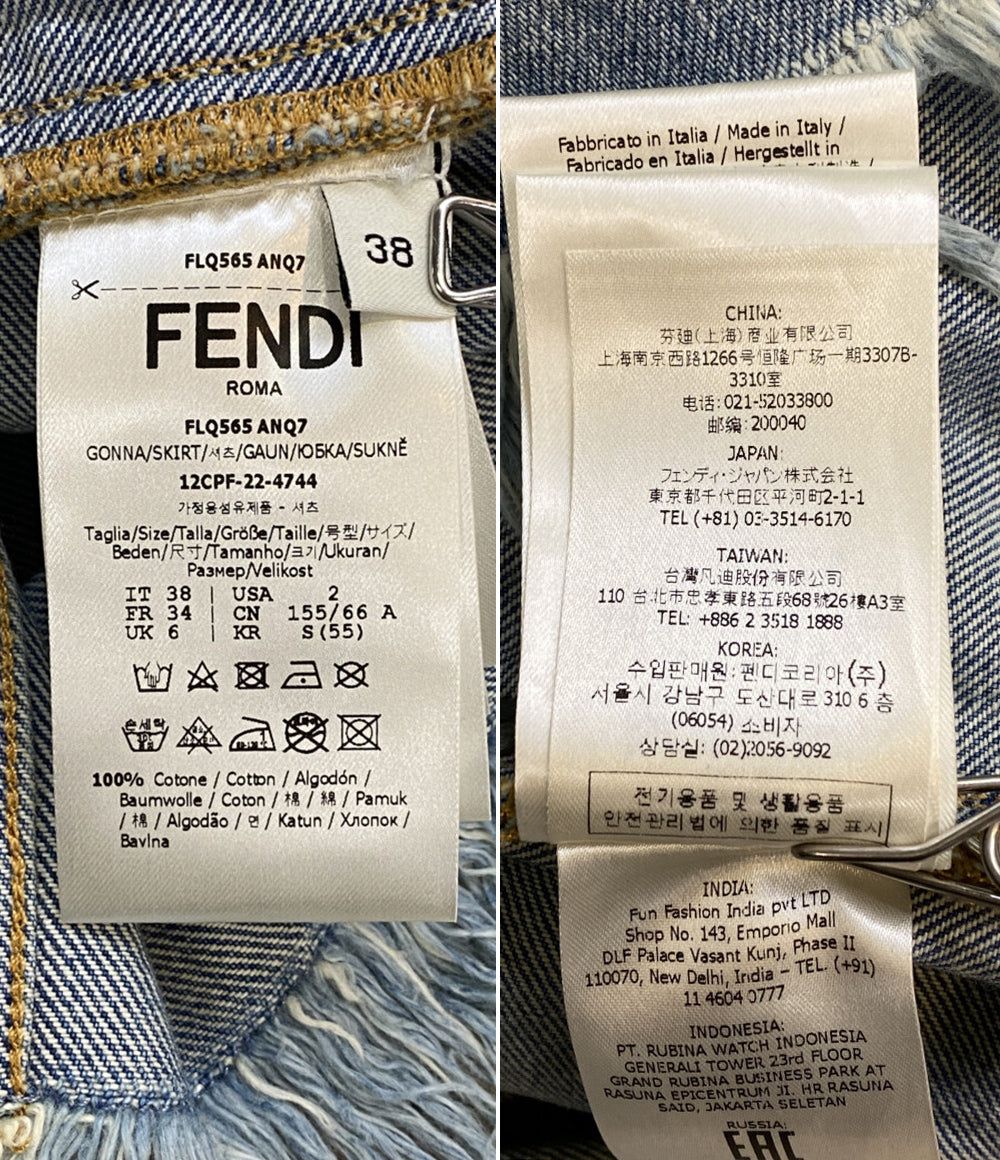 FLQ565 ANQ7
38
FENDI
ROMA
FLQ565 ANQ7
GONNA/SKIRT/셔츠/GAUN/ЮБКА/SUKNĚ
12CPF-22-4744
가정용섬유제품 - 셔츠
Taglia/Size/Talla/Größe/Taille/号型/サイズ/
Beden/尺寸/Tamanho/크기/Ukuran/
Размер/Velikost
IT 38 | USA 2
FR 34 | CN 155/66 A
UK 6 | KR S(55)
손세탁
100% Cotone / Cotton / Algodón /
Baumwolle / Coton / 棉 / 綿 / Pamuk
/ 棉 / Algodão / 면 / Katun / Хлопок /
Bavlna
Fabbricato in Italia / Made in Italy /
Fabricado en Italia / Hergestellt in
CHINA:
芬迪(上海)商业有限公司
上海南京西路1266号恒隆广场一期3307B-
3310室
电话:021-52033800
邮编:200040
JAPAN:
フェンディ・ジャパン株式会社
東京都千代田区平河町2-1-1
TEL (+81) 03-3514-6170
TAIWAN:
台灣凡迪股份有限公司
110 台北市忠孝東路五段68號26樓A3室
TEL: +886 2 3518 1888
KOREA:
수입판매원:펜디코리아(주)
서울시 강남구 도산대로 310 6 층
(06054) 소비자
상담실: (02)2056-9092
전기용품 및 생활용품
안전관리법에 의한 품질 표시
INDIA:
Fun Fashion India pvt LTD
Shop No. 143, Emporio Mall
DLF Palace Vasant Kunj, Phase II
110070, New Delhi, India – TEL. (+91)
11 4604 0777
INDONESIA:
PT. RUBINA WATCH INDONESIA
GENERALI TOWER 23rd FLOOR
GRAND RUBINA BUSINESS PARK AT
RASUNA EPICENTRUM JI. HR RASUNA
SAID, JAKARTA SELETAN
RUSSIA:
EAC